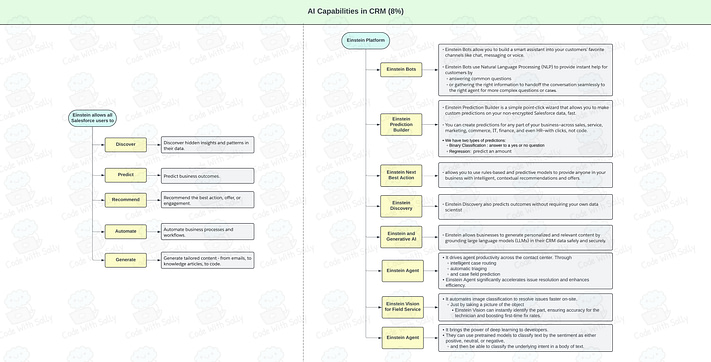 AI Capabilities in CRM (8%)
Einstein allows all
Salesforce users to
Discover
Discover hidden insights and patterns in
their data.
Predict
Predict business outcomes.
Recommend
Recommend the best action, offer, or
engagement.
Automate
Automate business processes and
workflows.
Generate
Generate tailored content - from emails, to
knowledge articles, to code.
Einstein Platform
Einstein Bots
- Einstein Bots allow you to build a smart assistant into your customers' favorite
channels like chat, messaging or voice.
- Einstein Bots use Natural Language Processing (NLP) to provide instant help for
customers by
- answering common questions
- or gathering the right information to handoff the conversation seamlessly to
the right agent for more complex questions or cases.
Einstein
Prediction
Builder
- Einstein Prediction Builder is a simple point-click wizard that allows you to make
custom predictions on your non-encrypted Salesforce data, fast.
- You can create predictions for any part of your business-across sales, service,
marketing, commerce, IT, finance, and even HR-with clicks, not code.
- We have two types of predictions:
- Binary Classification : answer to a yes or no question
- Regression: predict an amount
Einstein Next
Best Action
- allows you to use rules-based and predictive models to provide anyone in your
business with intelligent, contextual recommendations and offers.
Einstein
Discovery
- Einstein Discovery also predicts outcomes without requiring your own data
scientist
Einstein and
Generative AI
- Einstein allows businesses to generate personalized and relevant content by
grounding large language models (LLMs) in their CRM data safely and securely.
Einstein Agent
- It drives agent productivity across the contact center. Through
- intelligent case routing
- automatic triaging
- and case field prediction
- Einstein Agent significantly accelerates issue resolution and enhances
efficiency.
Einstein Vision
for Field Service
- It automates image classification to resolve issues faster on-site.
- Just by taking a picture of the object
- Einstein Vision can instantly identify the part, ensuring accuracy for the
technician and boosting first-time fix rates.
Einstein Agent
- It brings the power of deep learning to developers.
- They can use pretrained models to classify text by the sentiment as either
positive, neutral, or negative,
- and then be able to classify the underlying intent in a body of text.
Code with Sally